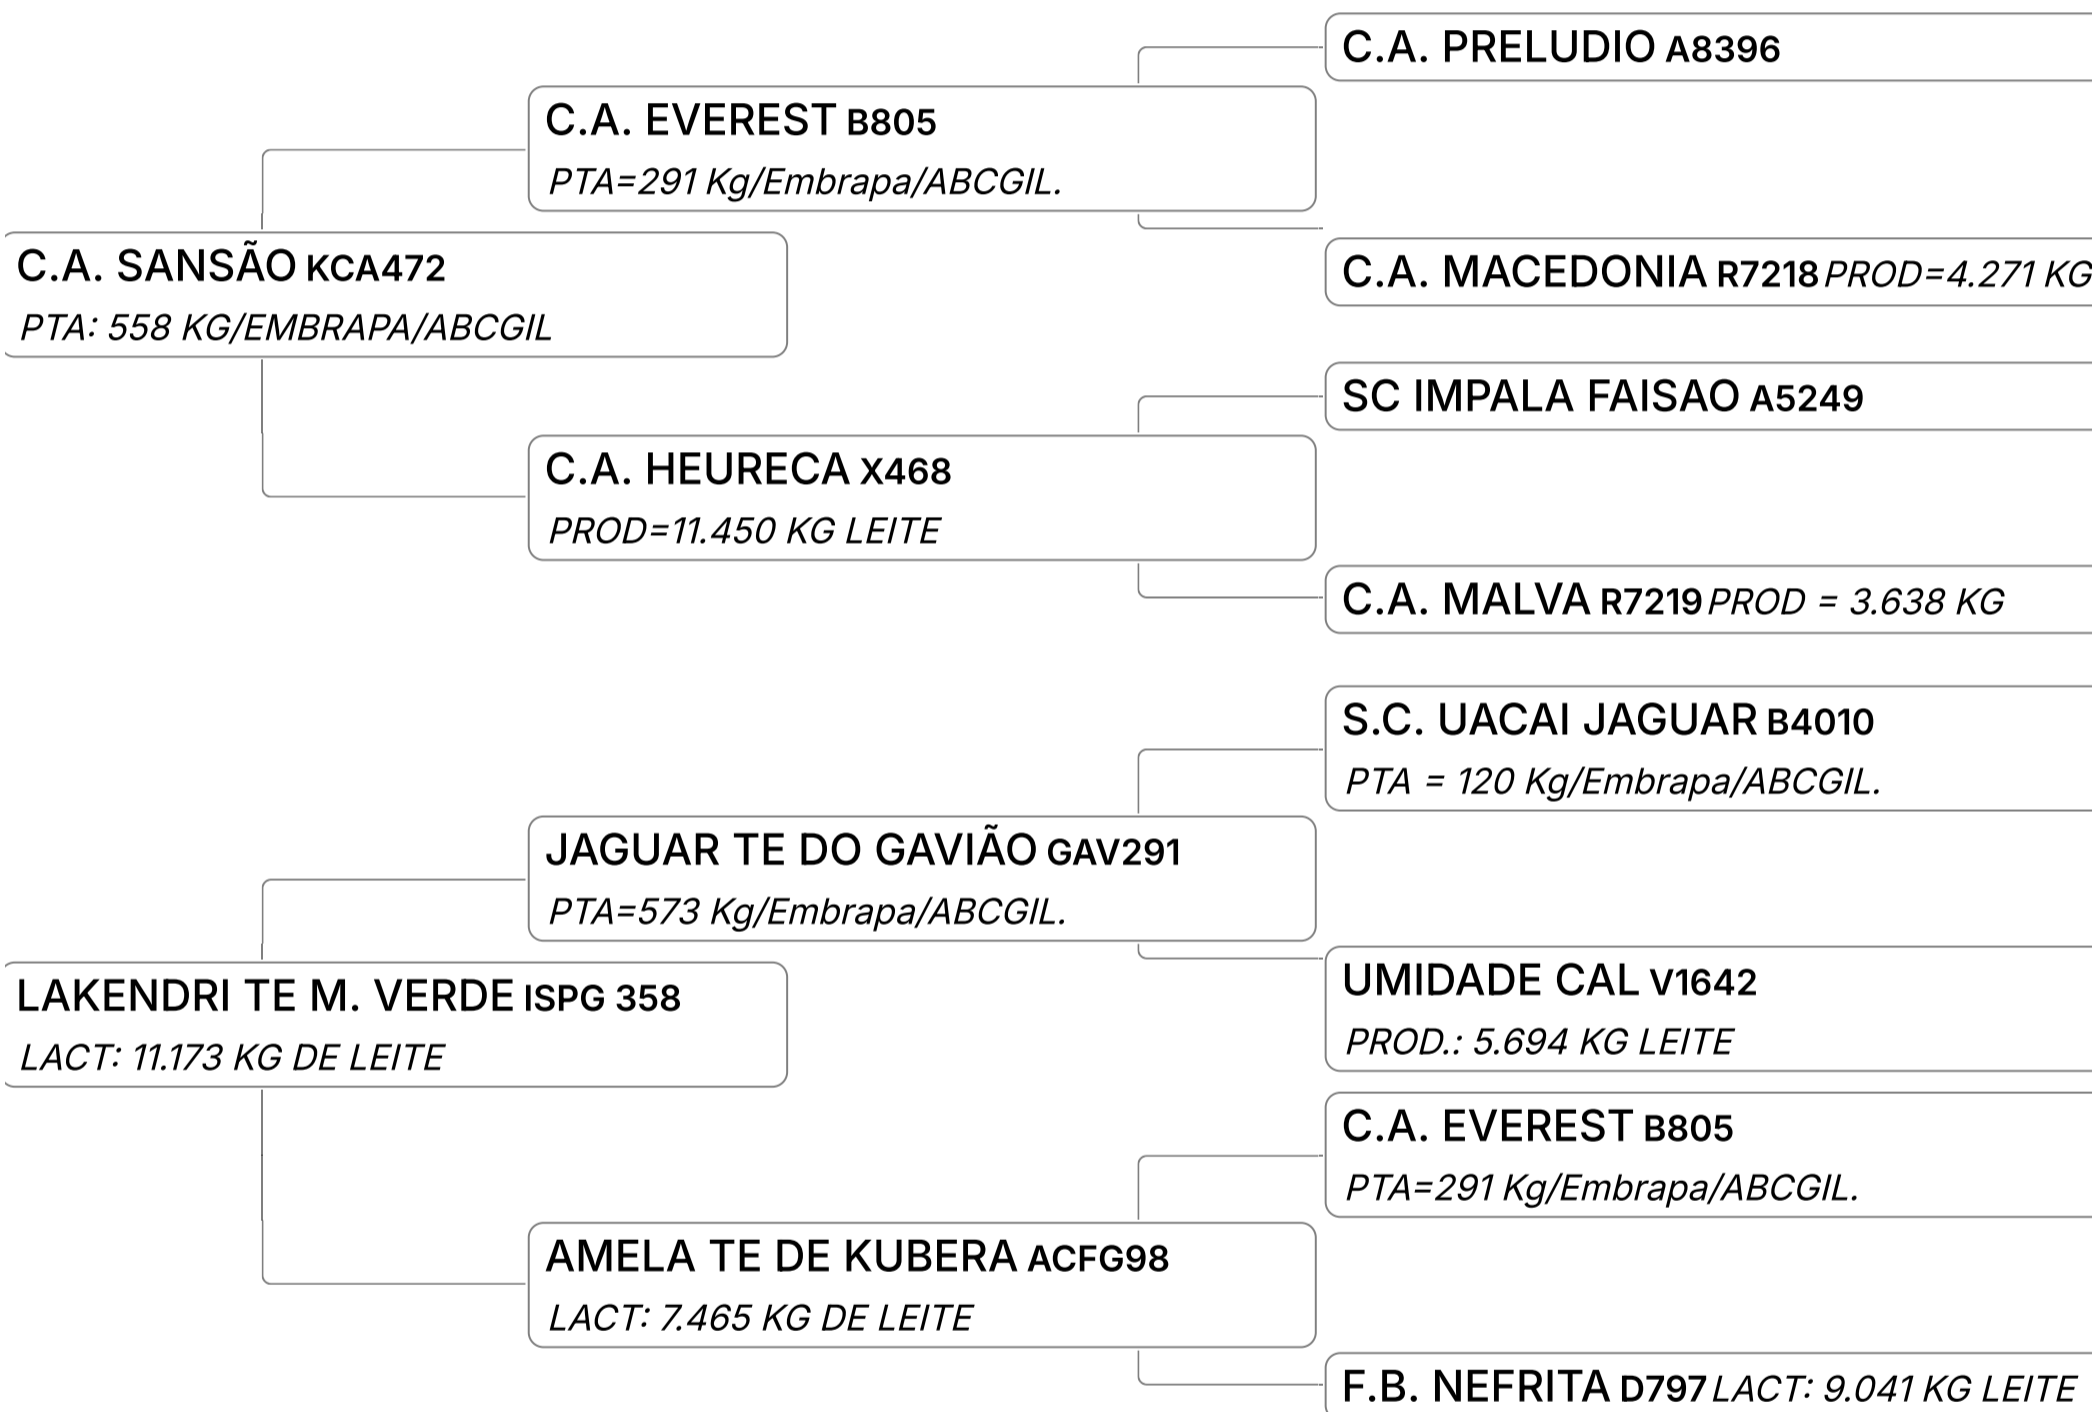 C.A. PRELUDIO A8396
C.A. EVEREST B805
PTA=291 Kg/Embrapa/ABCGIL.
C.A. SANSÃO KCA472
PTA: 558 KG/EMBRAPA/ABCGIL
C.A. MACEDONIA R7218 PROD=4.271 KG
SC IMPALA FAISAO A5249
C.A. HEURECA X468
PROD=11.450 KG LEITE
C.A. MALVA R7219 PROD = 3.638 KG
S.C. UACAI JAGUAR B4010
PTA = 120 Kg/Embrapa/ABCGIL.
JAGUAR TE DO GAVIÃO GAV291
PTA=573 Kg/Embrapa/ABCGIL.
UMIDADE CAL V1642
PROD.: 5.694 KG LEITE
LAKENDRI TE M. VERDE ISPG 358
LACT: 11.173 KG DE LEITE
C.A. EVEREST B805
PTA=291 Kg/Embrapa/ABCGIL.
AMELA TE DE KUBERA ACFG98
LACT: 7.465 KG DE LEITE
F.B. NEFRITA D797 LACT: 9.041 KG LEITE